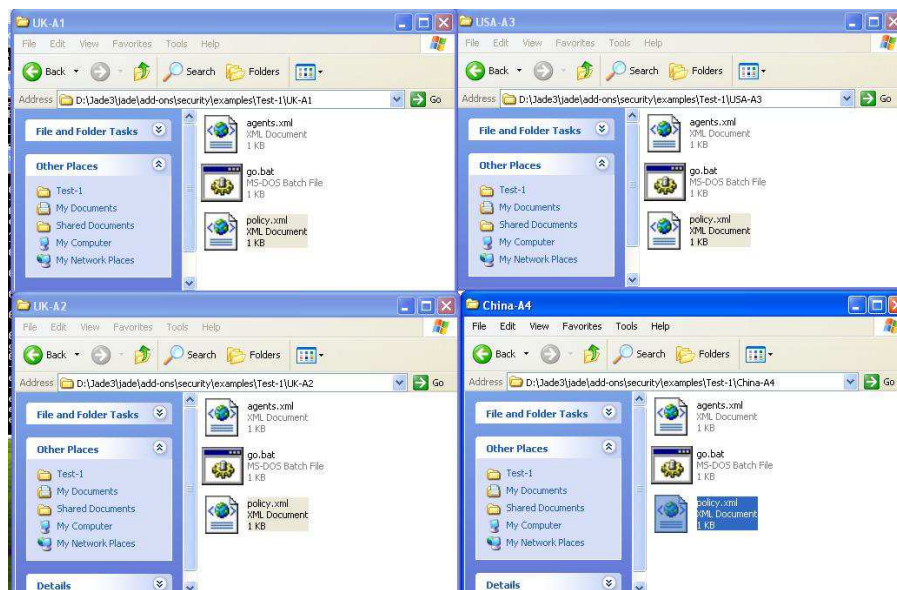 UK-A1
File Edit View Favorites Tools Help
Back Search Folders
Address D:\Jade3\jade\add-ons\security\examples\Test-1\UK-A1 Go
File and Folder Tasks
Other Places
Test-1
My Documents
Shared Documents
My Computer
My Network Places
agents.xml
XML Document
1 KB
go.bat
MS-DOS Batch File
1 KB
policy.xml
XML Document
1 KB
USA-A3
File Edit View Favorites Tools Help
Back Search Folders
Address D:\Jade3\jade\add-ons\security\examples\Test-1\USA-A3 Go
File and Folder Tasks
Other Places
Test-1
My Documents
Shared Documents
My Computer
My Network Places
agents.xml
XML Document
1 KB
go.bat
MS-DOS Batch File
1 KB
policy.xml
XML Document
1 KB
UK-A2
File Edit View Favorites Tools Help
Back Search Folders
Address D:\Jade3\jade\add-ons\security\examples\Test-1\UK-A2 Go
File and Folder Tasks
Other Places
Test-1
My Documents
Shared Documents
My Computer
My Network Places
Details
agents.xml
XML Document
1 KB
go.bat
MS-DOS Batch File
1 KB
policy.xml
XML Document
1 KB
China-A4
File Edit View Favorites Tools Help
Back Search Folders
Address D:\Jade3\jade\add-ons\security\examples\Test-1\China-A4 Go
File and Folder Tasks
Other Places
Test-1
My Documents
Shared Documents
My Computer
My Network Places
Details
agents.xml
XML Document
1 KB
go.bat
MS-DOS Batch File
1 KB
policy.xml
XML Document
1 KB